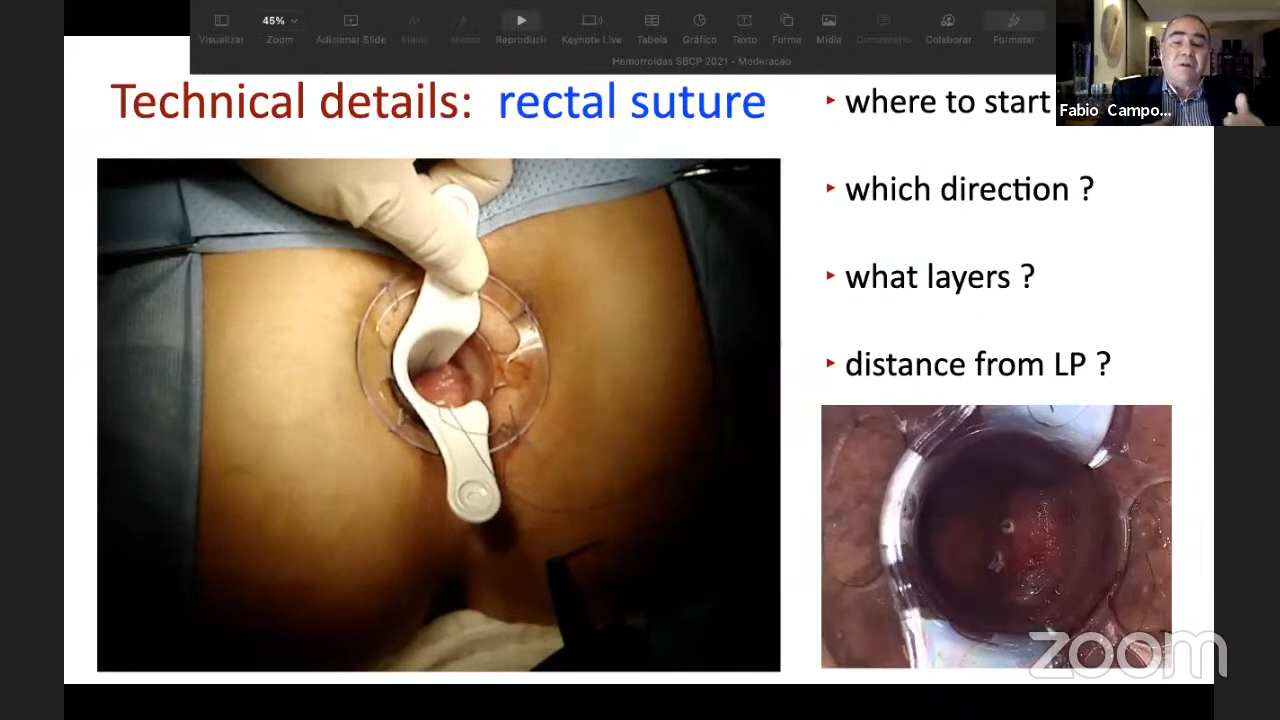 45%
Visualizar
Zoom
Adicionar Slide
Reproduzir
Keynote Live
Tabela
Gráfico
Texto
Forma
Mídia
Comentário
Colaborar
Formatar
Hemorroidas SBCP 2021 - Moderacao
Fabio Campo...
Technical details: rectal suture
‣ where to start
‣ which direction ?
‣ what layers ?
‣ distance from LP ?
zoom